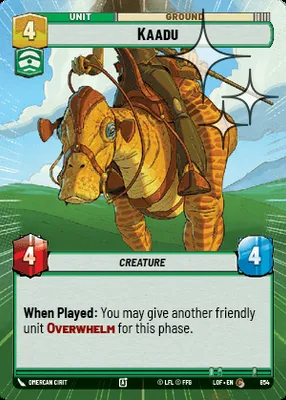 UNIT
GROUND
4
KAADU
4
4
CREATURE
When Played: You may give another friendly
unit OVERWHELM for this phase.
OMERCAN CIRIT
© LFL © FFG
LOF • EN
854